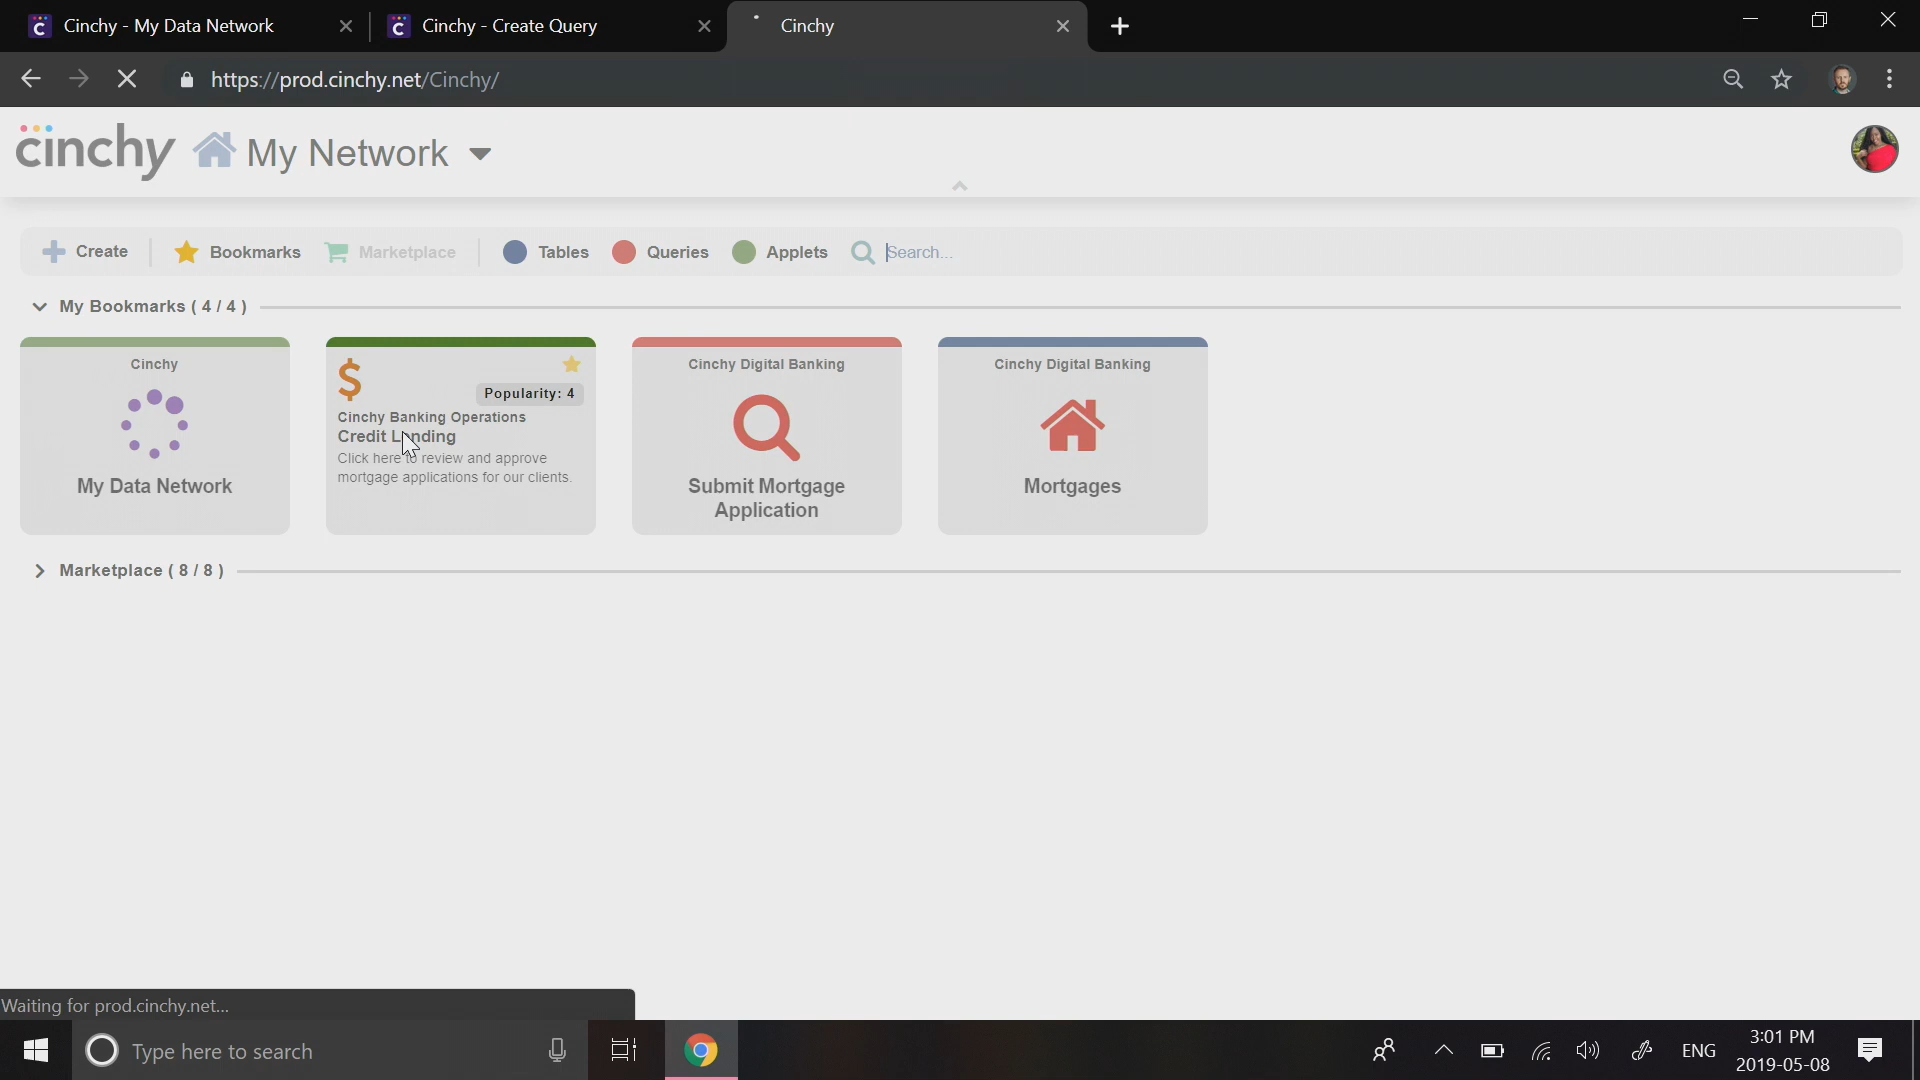 Cinchy - My Data Network
Cinchy - Create Query
Cinchy
https://prod.cinchy.net/Cinchy/
cinchy My Network
Create
Bookmarks
Marketplace
Tables
Queries
Applets
Search...
My Bookmarks ( 4 / 4 )
Cinchy
My Data Network
$
Popularity: 4
Cinchy Banking Operations
Credit Lending
Click here to review and approve
mortgage applications for our clients.
Cinchy Digital Banking
Submit Mortgage
Application
Cinchy Digital Banking
Mortgages
Marketplace ( 8 / 8 )
Waiting for prod.cinchy.net...
Type here to search
ENG
3:01 PM
2019-05-08